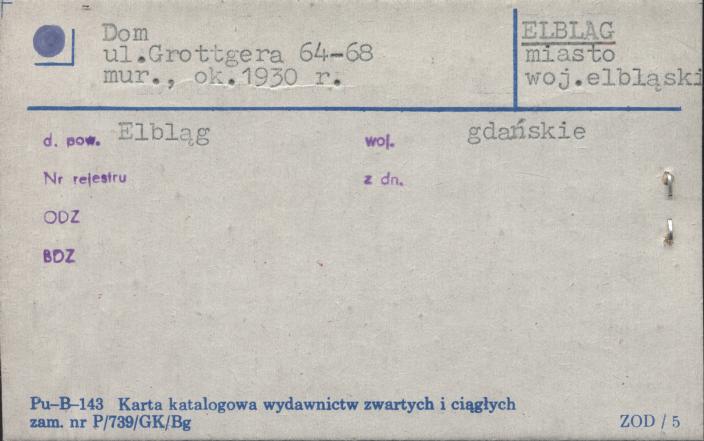 Dom
ul.Grottgera 64-68
mur., ok.1930 r.
ELBLĄG
miasto
woj.elbląski
d. pow. Elbląg woj. gdańskie
Nr rejestru z dn.
ODZ
BDZ
Pu–B–143 Karta katalogowa wydawnictw zwartych i ciągłych
zam. nr P/739/GK/Bg ZOD / 5